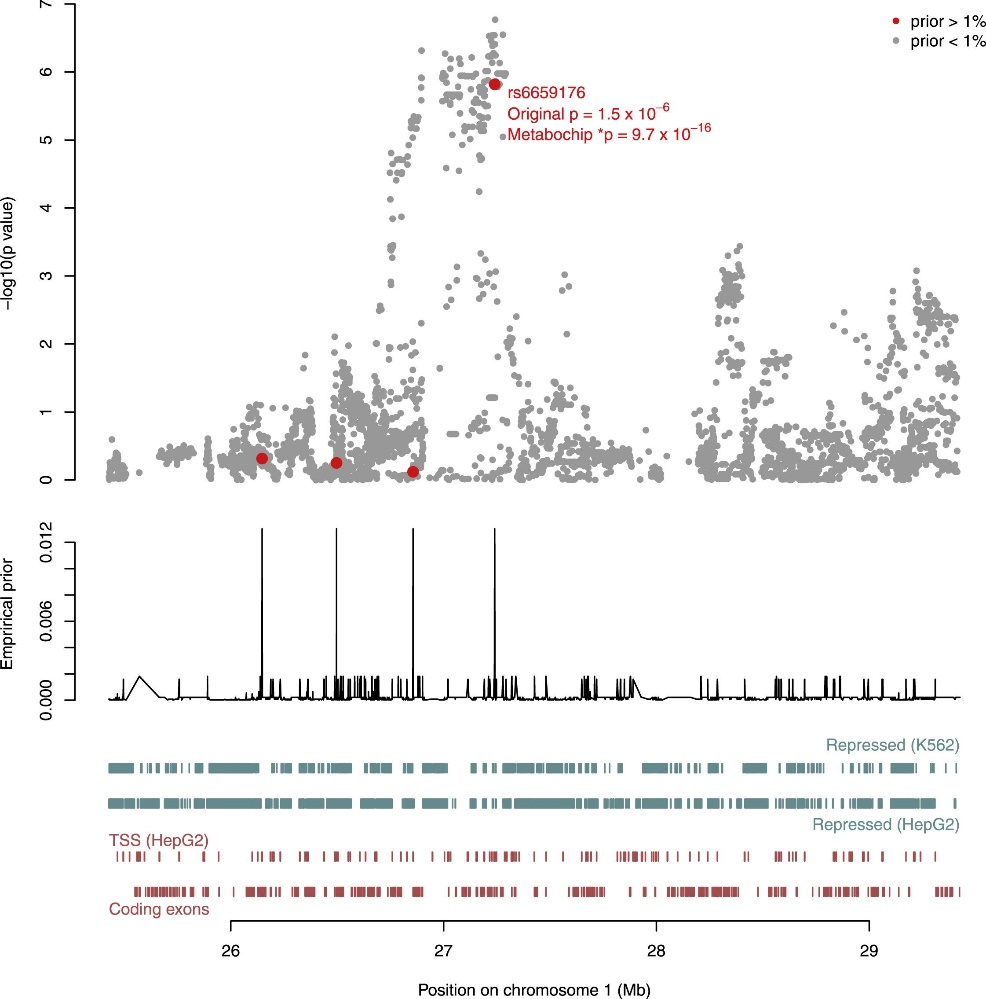 7
6
5
4
3
2
1
0
−log10(p value)
prior > 1%
prior < 1%
rs6659176
Original p = 1.5 x 10⁻⁶
Metabochip *p = 9.7 x 10⁻¹⁶
0.012
0.006
0.000
Emprirical prior
Repressed (K562)
Repressed (HepG2)
TSS (HepG2)
Coding exons
26 27 28 29
Position on chromosome 1 (Mb)